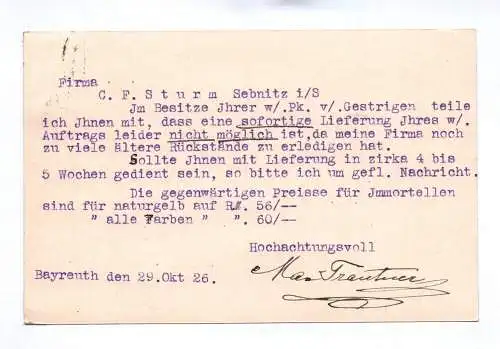 Firma
C. F. Sturm Sebnitz i/S
Jm Besitze Jhrer w/.Pk. v/.Gestrigen teile
ich Jhnen mit, dass eine sofortige Lieferung Jhres w/.
Auftrags leider nicht möglich ist, da meine Firma noch
zu viele ältere Rückstände zu erledigen hat.
Sollte Jhnen mit Lieferung in zirka 4 bis
5 Wochen gedient sein, so bitte ich um gefl. Nachricht.
Die gegenwärtigen Preisse für Jmmortellen
sind für naturgelb auf RM. 56/--
" alle Farben " ". 60/--
Hochachtungsvoll
Bayreuth den 29.Okt 26.
Max Trautner